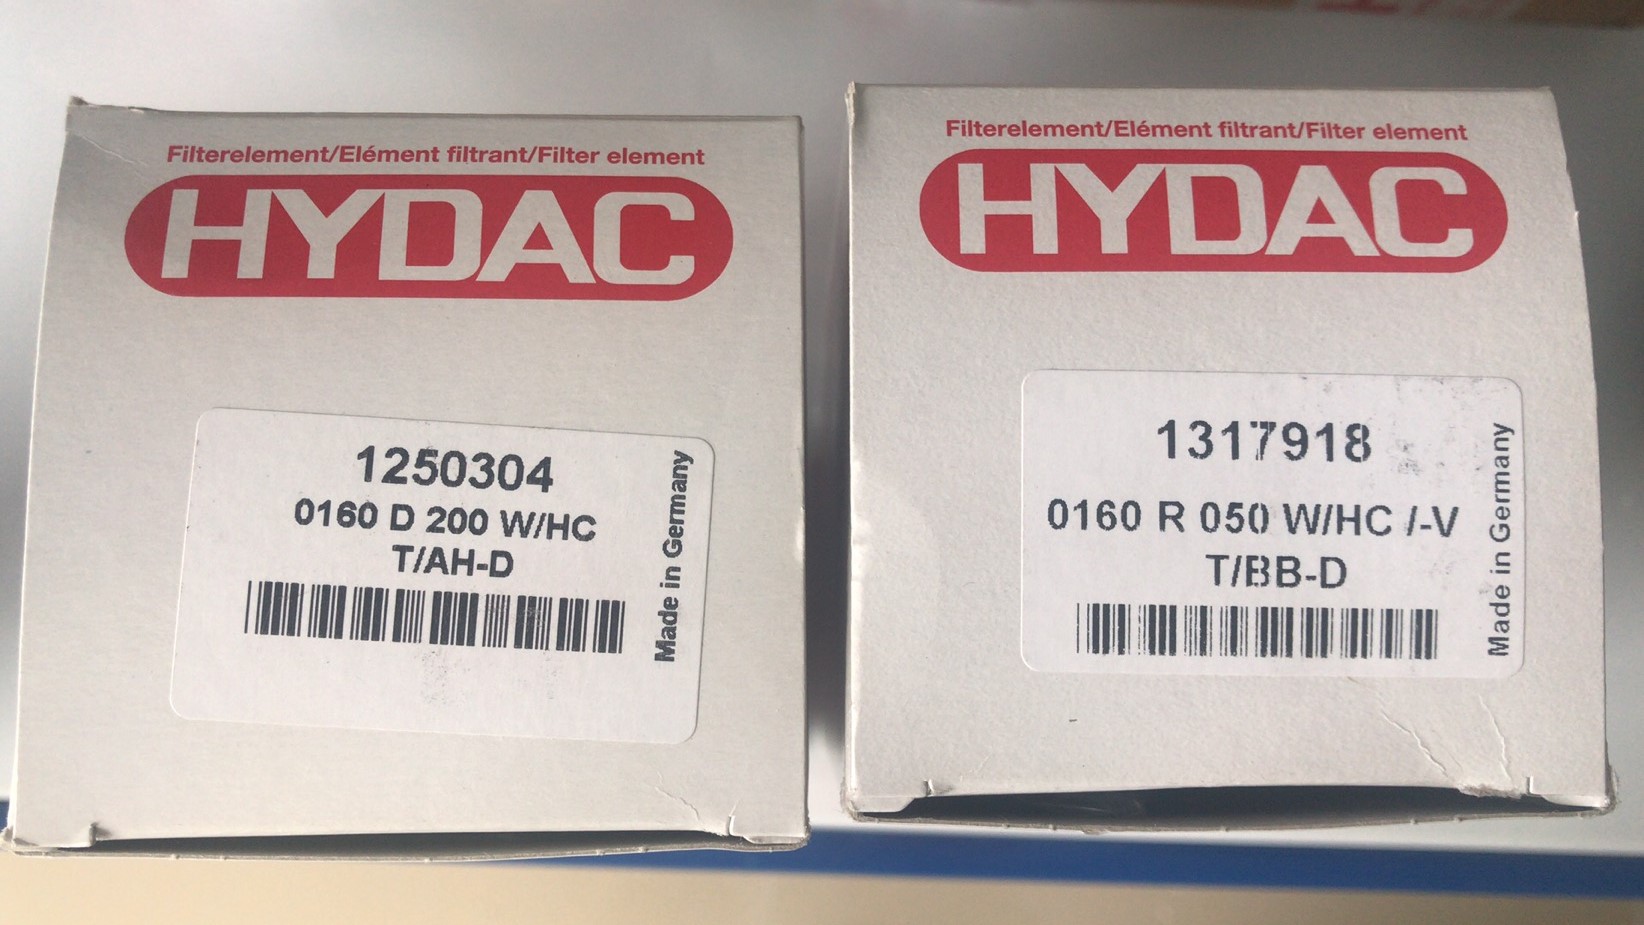 Filterelement/Elément filtrant/Filter element
HYDAC
1250304
0160 D 200 W/HC
T/AH-D
Made in Germany
Filterelement/Elément filtrant/Filter element
HYDAC
1317918
0160 R 050 W/HC /-V
T/BB-D
Made in Germany